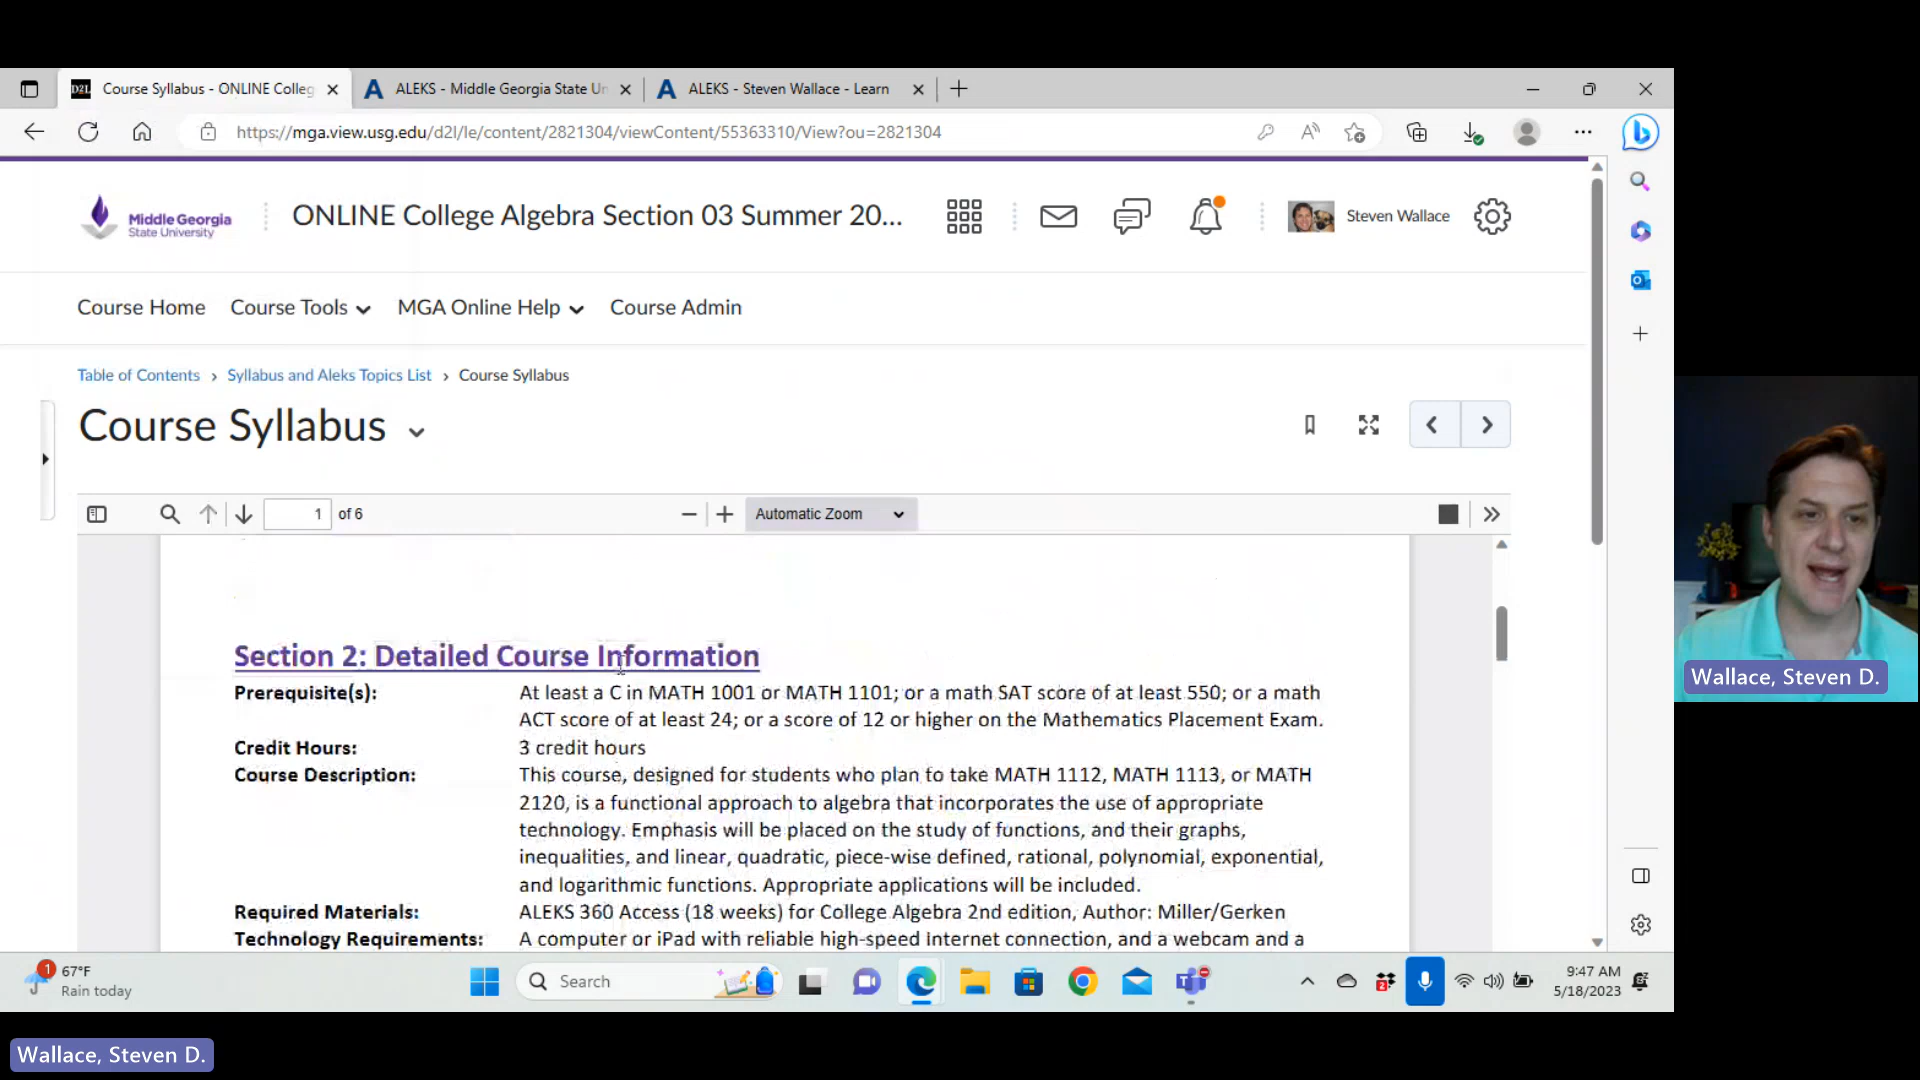 Course Syllabus - ONLINE Colleg
ALEKS - Middle Georgia State Un
ALEKS - Steven Wallace - Learn
https://mga.view.usg.edu/d2l/le/content/2821304/viewContent/55363310/View?ou=2821304
Middle Georgia
State University
ONLINE College Algebra Section 03 Summer 20...
Steven Wallace
Course Home
Course Tools
MGA Online Help
Course Admin
Table of Contents › Syllabus and Aleks Topics List › Course Syllabus
Course Syllabus
1 of 6
Automatic Zoom
Section 2: Detailed Course Information
Prerequisite(s): At least a C in MATH 1001 or MATH 1101; or a math SAT score of at least 550; or a math
ACT score of at least 24; or a score of 12 or higher on the Mathematics Placement Exam.
Credit Hours: 3 credit hours
Course Description: This course, designed for students who plan to take MATH 1112, MATH 1113, or MATH
2120, is a functional approach to algebra that incorporates the use of appropriate
technology. Emphasis will be placed on the study of functions, and their graphs,
inequalities, and linear, quadratic, piece-wise defined, rational, polynomial, exponential,
and logarithmic functions. Appropriate applications will be included.
Required Materials: ALEKS 360 Access (18 weeks) for College Algebra 2nd edition, Author: Miller/Gerken
Technology Requirements: A computer or iPad with reliable high-speed Internet connection, and a webcam and a
Wallace, Steven D.
1
67°F
Rain today
Search
2
9:47 AM
5/18/2023
Wallace, Steven D.